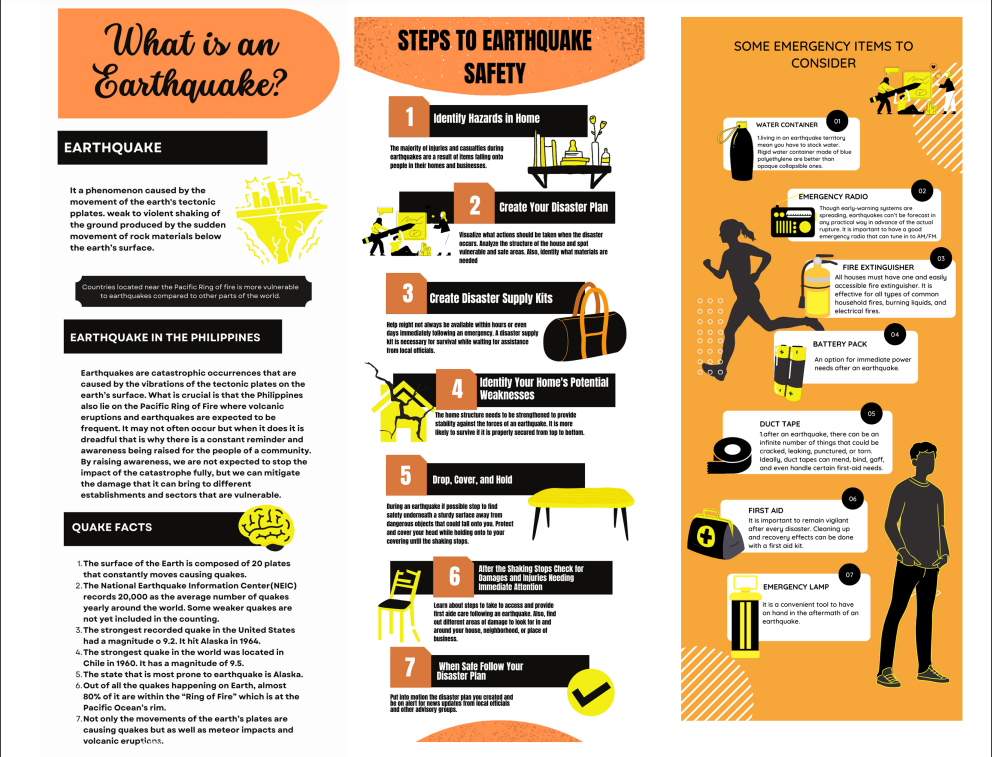 What is an
Earthquake?
EARTHQUAKE
It a phenomenon caused by the
movement of the earth's tectonic
pplates. weak to violent shaking of
the ground produced by the sudden
movement of rock materials below
the earth's surface.
Countries located near the Pacific Ring of fire is more vulnerable
to earthquakes compared to other parts of the world.
EARTHQUAKE IN THE PHILIPPINES
Earthquakes are catastrophic occurrences that are
caused by the vibrations of the tectonic plates on the
earth's surface. What is crucial is that the Philippines
also lie on the Pacific Ring of Fire where volcanic
eruptions and earthquakes are expected to be
frequent. It may not often occur but when it does it is
dreadful that is why there is a constant reminder and
awareness being raised for the people of a community.
By raising awareness, we are not expected to stop the
impact of the catastrophe fully, but we can mitigate
the damage that it can bring to different
establishments and sectors that are vulnerable.
QUAKE FACTS
1. The surface of the Earth is composed of 20 plates
that constantly moves causing quakes.
2. The National Earthquake Information Center(NEIC)
records 20,000 as the average number of quakes
yearly around the world. Some weaker quakes are
not yet included in the counting.
3. The strongest recorded quake in the United States
had a magnitude o 9.2. It hit Alaska in 1964.
4. The strongest quake in the world was located in
Chile in 1960. It has a magnitude of 9.5.
5. The state that is most prone to earthquake is Alaska.
6. Out of all the quakes happening on Earth, almost
80% of it are within the "Ring of Fire" which is at the
Pacific Ocean's rim.
7. Not only the movements of the earth's plates are
causing quakes but as well as meteor impacts and
volcanic eruptions.
STEPS TO EARTHQUAKE
SAFETY
1
Identify Hazards in Home
The majority of injuries and casualties during
earthquakes are a result of items falling onto
people in their homes and businesses.
2
Create Your Disaster Plan
Visualize what actions should be taken when the disaster
occurs. Analyze the structure of the house and spot
vulnerable and safe areas. Also, identify what materials are
needed
3
Create Disaster Supply Kits
Help might not always be available within hours or even
days immediately following an emergency. A disaster supply
kit is necessary for survival while waiting for assistance
from local officials.
4
Identify Your Home's Potential
Weaknesses
The home structure needs to be strengthened to provide
stability against the forces of an earthquake, it is more
likely to survive if it is properly secured from top to bottom.
5
Drop, Cover, and Hold
During an earthquake if possible stop to find
safety underneath a sturdy surface away from
dangerous objects that could fall onto you. Protect
and cover your head while holding onto to your
covering until the shaking stops.
6
After the Shaking Stops Check for
Damages and Injuries Needing
Immediate Attention
Learn about steps to take to access and provide
first aide care following an earthquake. Also, find
out different areas of damage to look for in and
around your house, neighborhood, or place of
business.
7
When Safe Follow Your
Disaster Plan
Put into motion the disaster plan you created and
be on alert for news updates from local officials
and other advisory groups.
SOME EMERGENCY ITEMS TO
CONSIDER
01
WATER CONTAINER
1.living in an earthquake territory
mean you have to stock water.
Rigid water container made of blue
polyethylene are better than
opaque collapsible ones.
02
EMERGENCY RADIO
Though early-warning systems are
spreading, earthquakes can't be forecast in
any practical way in advance of the actual
rupture. It is important to have a good
emergency radio that can tune in to AM/FM.
03
FIRE EXTINGUISHER
All houses must have one and easily
accessible fire extinguisher. It is
effective for all types of common
household fires, burning liquids, and
electrical fires.
04
BATTERY PACK
An option for immediate power
needs after an earthquake.
05
DUCT TAPE
1.after an earthquake, there can be an
infinite number of things that could be
cracked, leaking, punctured, or torn.
Ideally, duct tapes can mend, bind, gaff,
and even handle certain first-aid needs.
06
FIRST AID
It is important to remain vigilant
after every disaster. Cleaning up
and recovery effects can be done
with a first aid kit.
07
EMERGENCY LAMP
it is a convenient tool to have
on hand in the aftermath of an
earthquake.